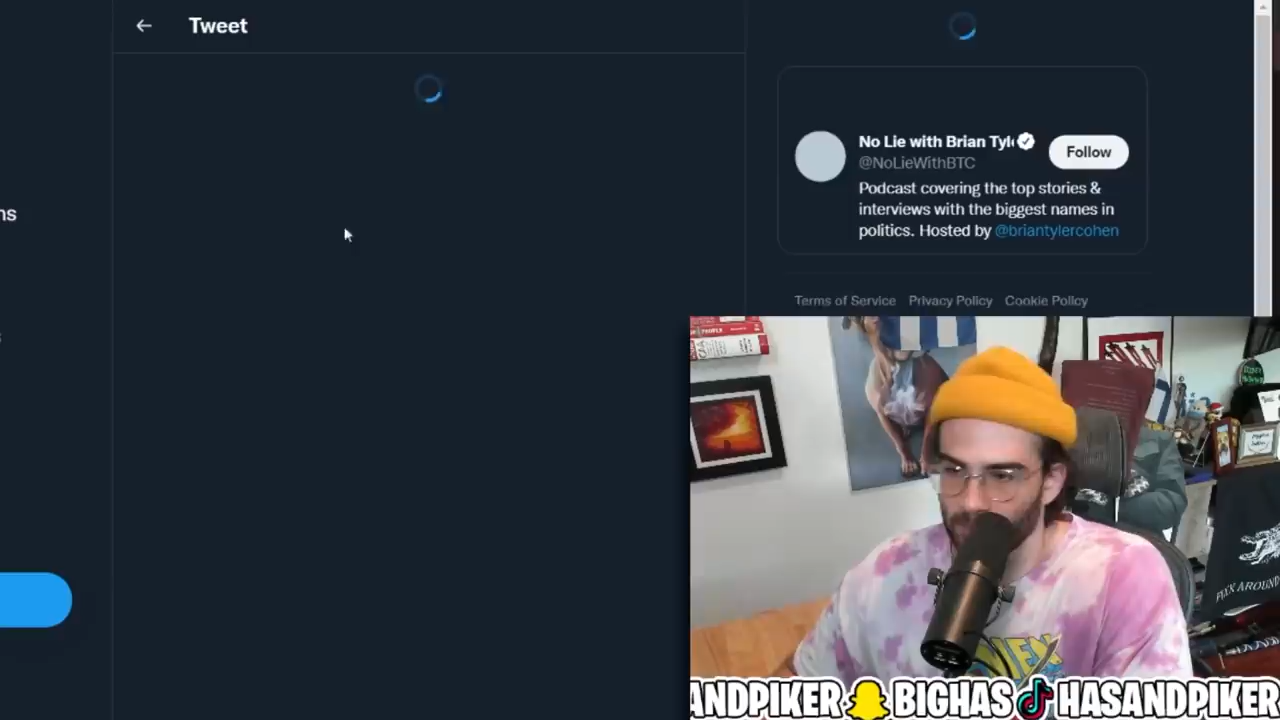 Tweet
No Lie with Brian Tyl
@NoLieWithBTC
Follow
Podcast covering the top stories &
interviews with the biggest names in
politics. Hosted by @briantylercohen
ns
Terms of Service Privacy Policy Cookie Policy
ANDPIKER BIGHAS HASANDPIKER